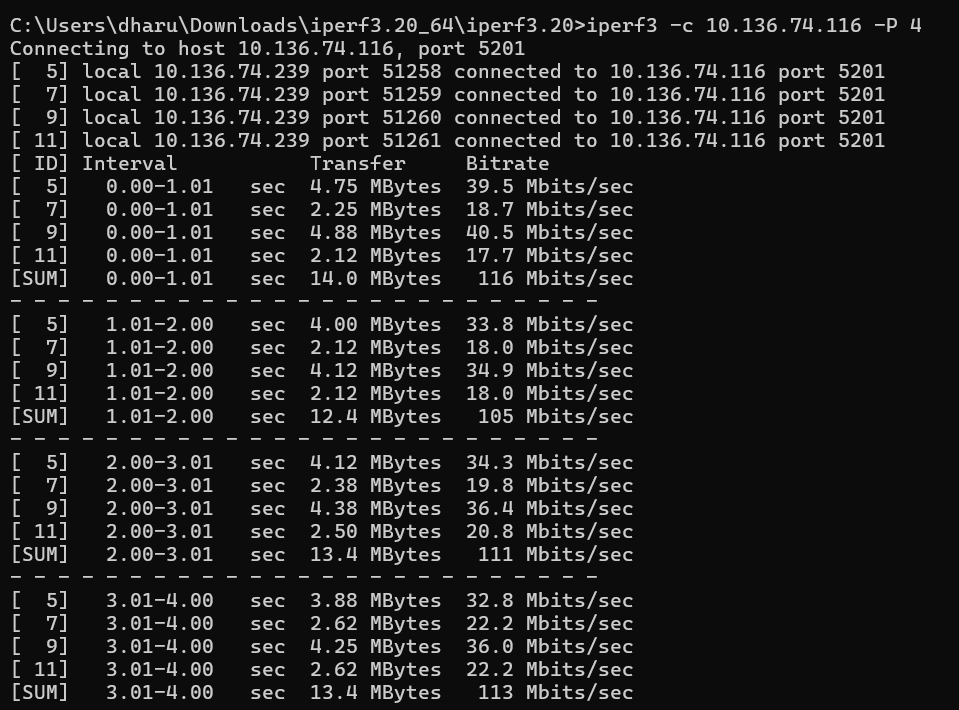 C:\Users\dharu\Downloads\iperf3.20_64\iperf3.20>iperf3 -c 10.136.74.116 -P 4
Connecting to host 10.136.74.116, port 5201
[  5] local 10.136.74.239 port 51258 connected to 10.136.74.116 port 5201
[  7] local 10.136.74.239 port 51259 connected to 10.136.74.116 port 5201
[  9] local 10.136.74.239 port 51260 connected to 10.136.74.116 port 5201
[ 11] local 10.136.74.239 port 51261 connected to 10.136.74.116 port 5201
[ ID] Interval           Transfer     Bitrate
[  5]   0.00-1.01   sec  4.75 MBytes  39.5 Mbits/sec
[  7]   0.00-1.01   sec  2.25 MBytes  18.7 Mbits/sec
[  9]   0.00-1.01   sec  4.88 MBytes  40.5 Mbits/sec
[ 11]   0.00-1.01   sec  2.12 MBytes  17.7 Mbits/sec
[SUM]   0.00-1.01   sec  14.0 MBytes   116 Mbits/sec
- - - - - - - - - - - - - - - - - - - - - - - - -
[  5]   1.01-2.00   sec  4.00 MBytes  33.8 Mbits/sec
[  7]   1.01-2.00   sec  2.12 MBytes  18.0 Mbits/sec
[  9]   1.01-2.00   sec  4.12 MBytes  34.9 Mbits/sec
[ 11]   1.01-2.00   sec  2.12 MBytes  18.0 Mbits/sec
[SUM]   1.01-2.00   sec  12.4 MBytes   105 Mbits/sec
- - - - - - - - - - - - - - - - - - - - - - - - -
[  5]   2.00-3.01   sec  4.12 MBytes  34.3 Mbits/sec
[  7]   2.00-3.01   sec  2.38 MBytes  19.8 Mbits/sec
[  9]   2.00-3.01   sec  4.38 MBytes  36.4 Mbits/sec
[ 11]   2.00-3.01   sec  2.50 MBytes  20.8 Mbits/sec
[SUM]   2.00-3.01   sec  13.4 MBytes   111 Mbits/sec
- - - - - - - - - - - - - - - - - - - - - - - - -
[  5]   3.01-4.00   sec  3.88 MBytes  32.8 Mbits/sec
[  7]   3.01-4.00   sec  2.62 MBytes  22.2 Mbits/sec
[  9]   3.01-4.00   sec  4.25 MBytes  36.0 Mbits/sec
[ 11]   3.01-4.00   sec  2.62 MBytes  22.2 Mbits/sec
[SUM]   3.01-4.00   sec  13.4 MBytes   113 Mbits/sec